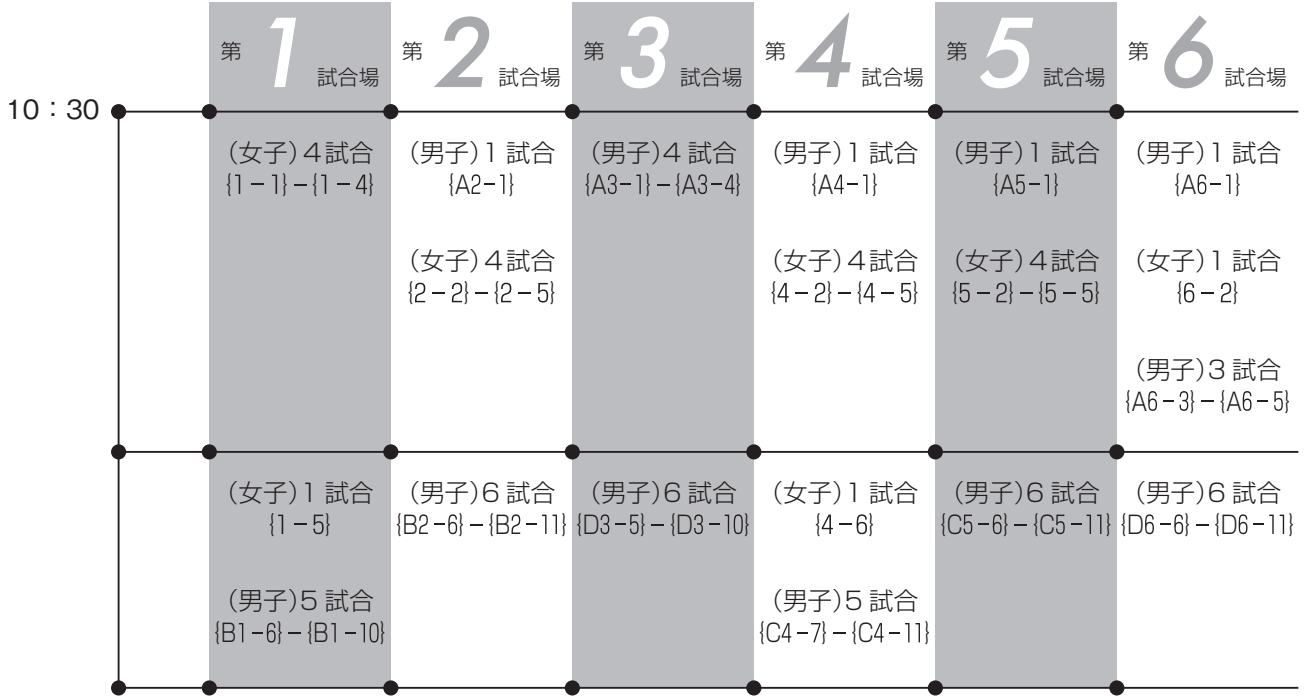 第1試合場
第2試合場
第3試合場
第4試合場
第5試合場
第6試合場
10：30
(女子)4試合
{1－1}－{1－4}
(男子)1試合
{A2－1}
(女子)4試合
{2－2}－{2－5}
(男子)4試合
{A3－1}－{A3－4}
(男子)1試合
{A4－1}
(女子)4試合
{4－2}－{4－5}
(男子)1試合
{A5－1}
(女子)4試合
{5－2}－{5－5}
(男子)1試合
{A6－1}
(女子)1試合
{6－2}
(男子)3試合
{A6－3}－{A6－5}
(女子)1試合
{1－5}
(男子)5試合
{B1－6}－{B1－10}
(男子)6試合
{B2－6}－{B2－11}
(男子)6試合
{D3－5}－{D3－10}
(女子)1試合
{4－6}
(男子)5試合
{C4－7}－{C4－11}
(男子)6試合
{C5－6}－{C5－11}
(男子)6試合
{D6－6}－{D6－11}